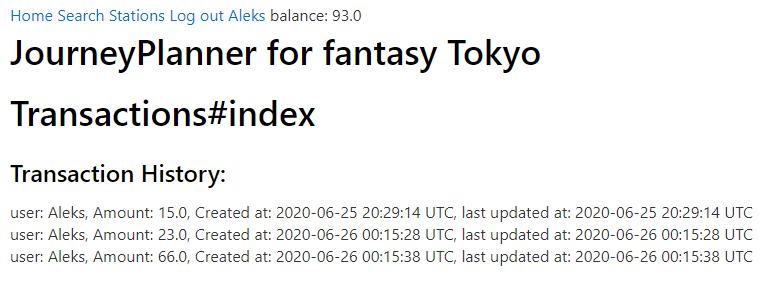 Home Search Stations Log out Aleks balance: 93.0
JourneyPlanner for fantasy Tokyo
Transactions#index
Transaction History:
user: Aleks, Amount: 15.0, Created at: 2020-06-25 20:29:14 UTC, last updated at: 2020-06-25 20:29:14 UTC
user: Aleks, Amount: 23.0, Created at: 2020-06-26 00:15:28 UTC, last updated at: 2020-06-26 00:15:28 UTC
user: Aleks, Amount: 66.0, Created at: 2020-06-26 00:15:38 UTC, last updated at: 2020-06-26 00:15:38 UTC